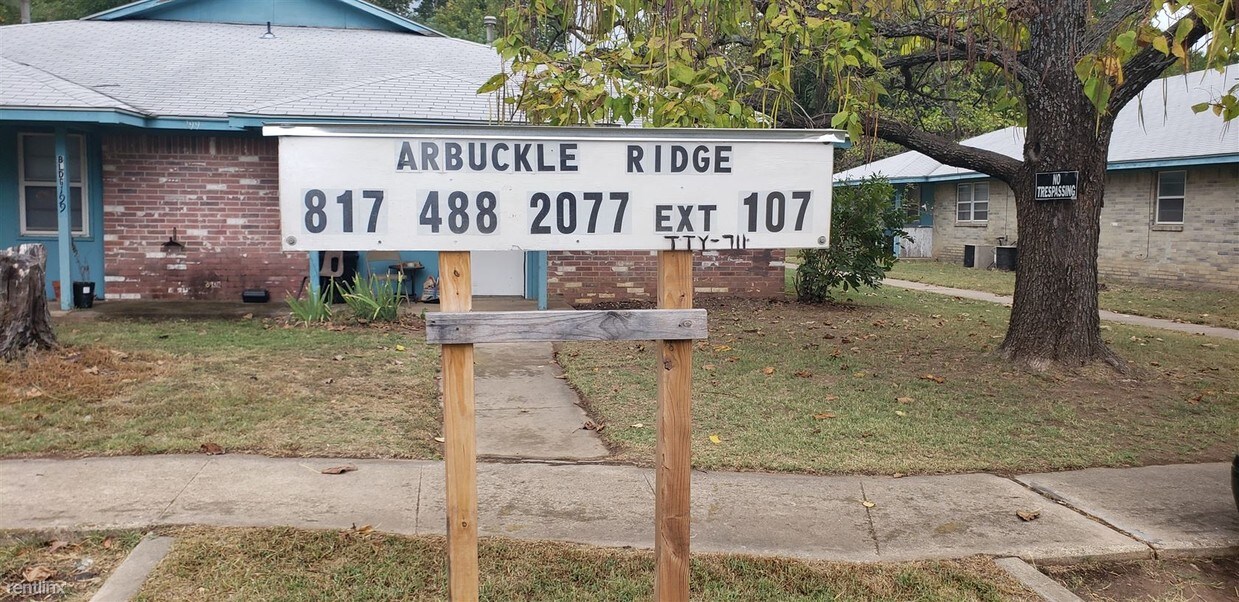 ARBUCKLE RIDGE
817 488 2077 EXT 107
TTY-711
NO
TRESPASSING
rentlinx